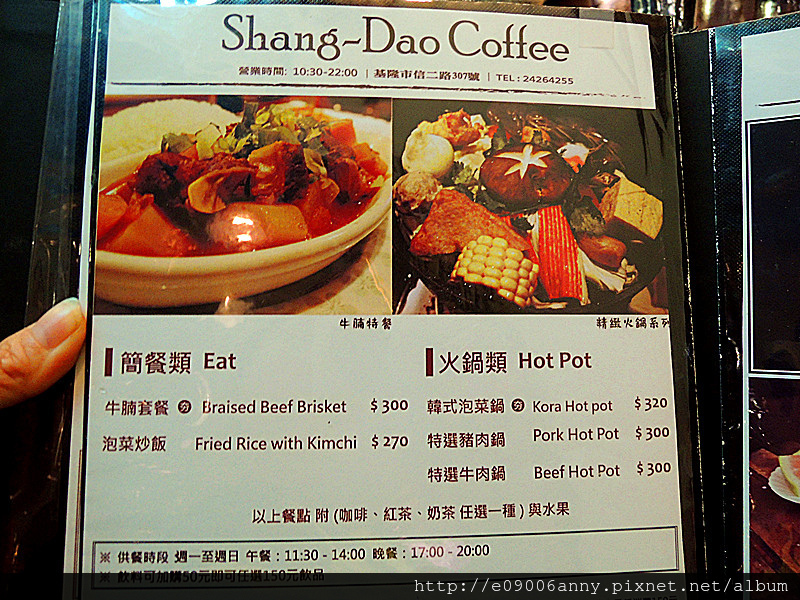 Shang-Dao Coffee
營業時間: 10:30-22:00 | 基隆市信二路307號 | TEL: 24264255
牛腩特餐
精緻火鍋系列
簡餐類 Eat
牛腩套餐 夯 Braised Beef Brisket $300
泡菜炒飯 Fried Rice with Kimchi $270
火鍋類 Hot Pot
韓式泡菜鍋 夯 Kora Hot pot $320
特選豬肉鍋 Pork Hot Pot $300
特選牛肉鍋 Beef Hot Pot $300
以上餐點 附 (咖啡、紅茶、奶茶 任選一種) 與水果
※ 供餐時段 週一至週日 午餐：11:30 - 14:00 晚餐：17:00 - 20:00
※ 飲料可加購50元即可任選150元飲品
http://e09006anny.pixnet.net/album